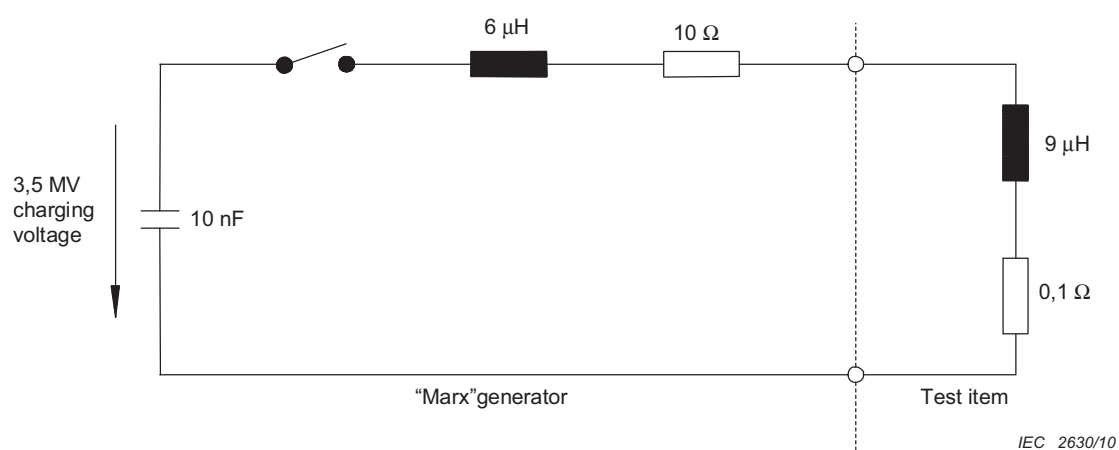 6 μH
10 Ω
9 μH
3,5 MV
charging
voltage
10 nF
0,1 Ω
“Marx”generator
Test item
IEC 2630/10